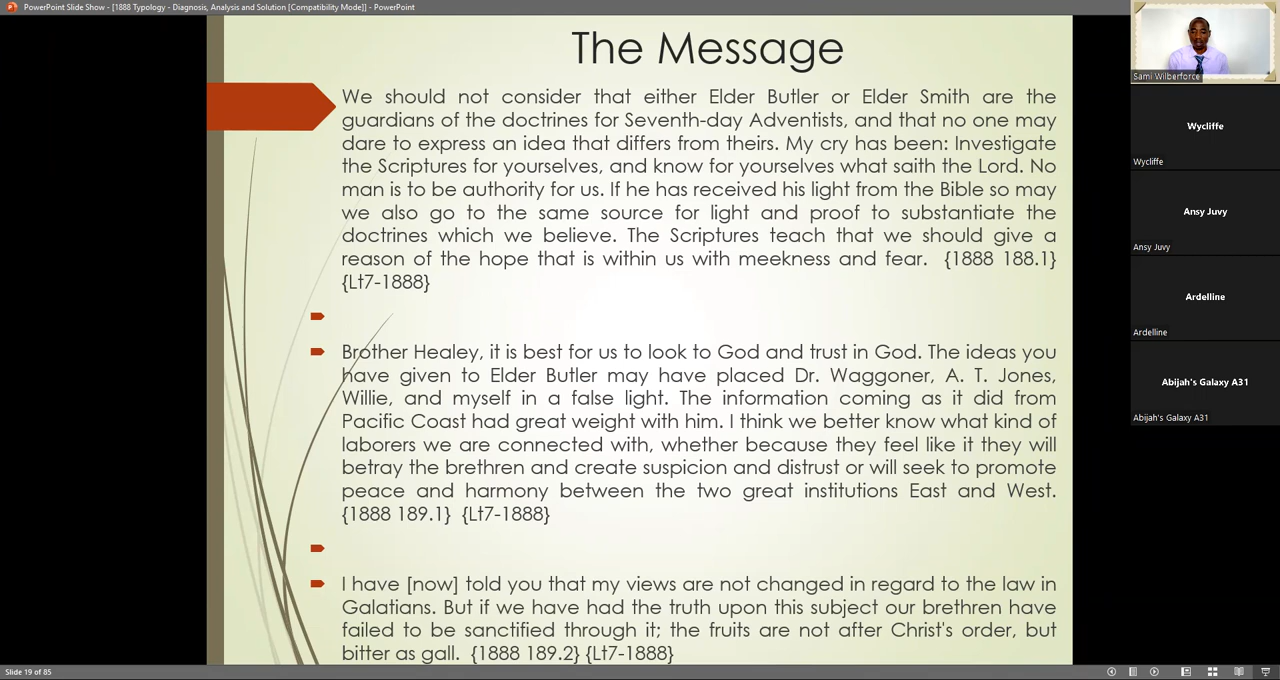 PowerPoint Slide Show - [1888 Typology - Diagnosis, Analysis and Solution [Compatibility Mode]] - PowerPoint
The Message
We should not consider that either Elder Butler or Elder Smith are the
guardians of the doctrines for Seventh-day Adventists, and that no one may
dare to express an idea that differs from theirs. My cry has been: Investigate
the Scriptures for yourselves, and know for yourselves what saith the Lord. No
man is to be authority for us. If he has received his light from the Bible so may
we also go to the same source for light and proof to substantiate the
doctrines which we believe. The Scriptures teach that we should give a
reason of the hope that is within us with meekness and fear. {1888 188.1}
{Lt7-1888}
Brother Healey, it is best for us to look to God and trust in God. The ideas you
have given to Elder Butler may have placed Dr. Waggoner, A. T. Jones,
Willie, and myself in a false light. The information coming as it did from
Pacific Coast had great weight with him. I think we better know what kind of
laborers we are connected with, whether because they feel like it they will
betray the brethren and create suspicion and distrust or will seek to promote
peace and harmony between the two great institutions East and West.
{1888 189.1} {Lt7-1888}
I have [now] told you that my views are not changed in regard to the law in
Galatians. But if we have had the truth upon this subject our brethren have
failed to be sanctified through it; the fruits are not after Christ's order, but
bitter as gall. {1888 189.2} {Lt7-1888}
Slide 19 of 85
Sami Wilberforce
Wycliffe
Wycliffe
Ansy Juvy
Ansy Juvy
Ardelline
Ardelline
Abijah's Galaxy A31
Abijah's Galaxy A31